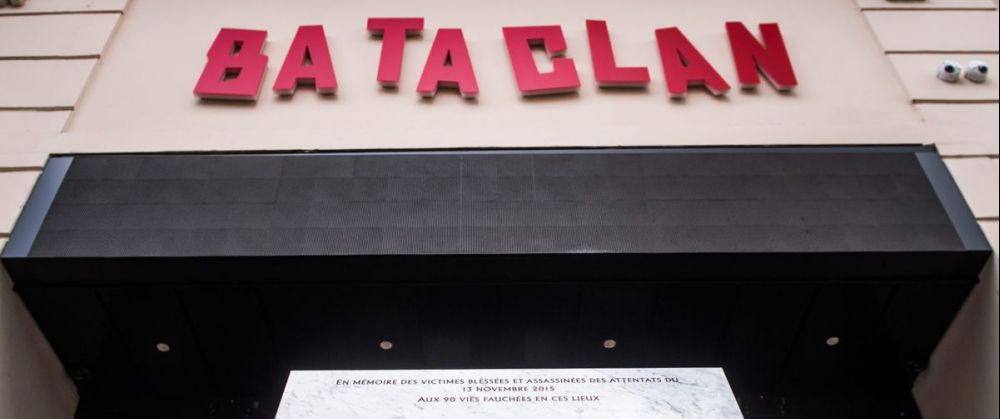 BATACLAN
EN MÉMOIRE DES VICTIMES BLESSÉES ET ASSASSINÉES DES ATTENTATS DU
13 NOVEMBRE 2015
AUX 90 VIES FAUCHÉES EN CES LIEUX